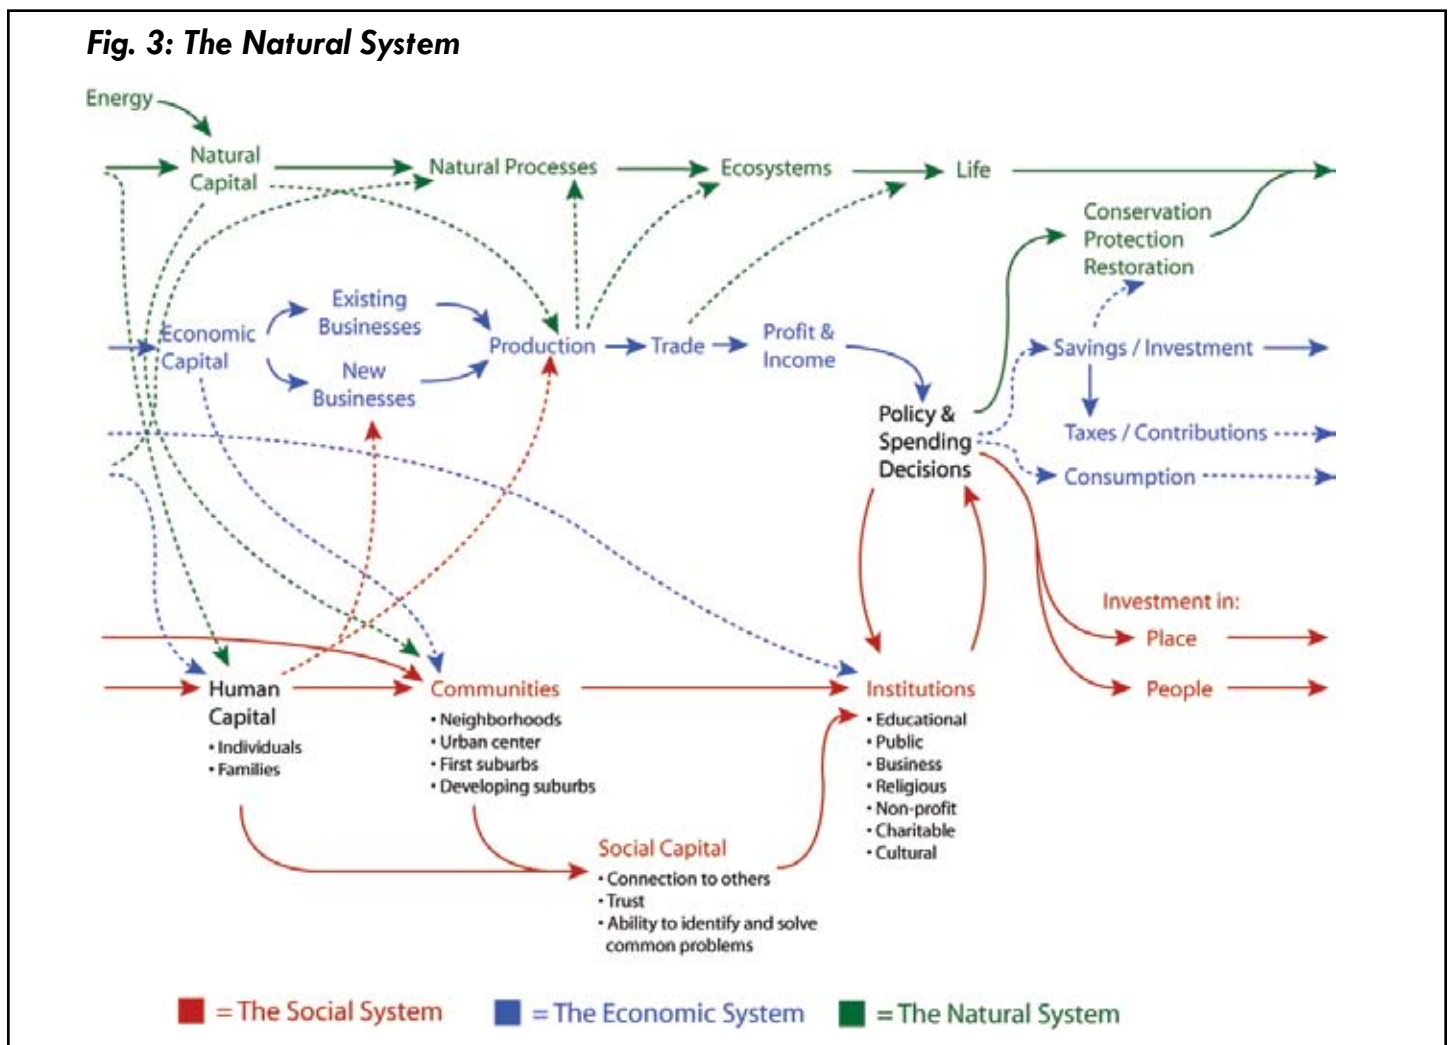 Fig. 3: The Natural System
Energy
Natural
Capital
Natural Processes
Ecosystems
Life
Conservation
Protection
Restoration
Economic
Capital
Existing
Businesses
New
Businesses
Production
Trade
Profit &
Income
Policy &
Spending
Decisions
Savings / Investment
Taxes / Contributions
Consumption
Investment in:
Place
People
Human
Capital
• Individuals
• Families
Communities
• Neighborhoods
• Urban center
• First suburbs
• Developing suburbs
Institutions
• Educational
• Public
• Business
• Religious
• Non-profit
• Charitable
• Cultural
Social Capital
• Connection to others
• Trust
• Ability to identify and solve
common problems
= The Social System
= The Economic System
= The Natural System